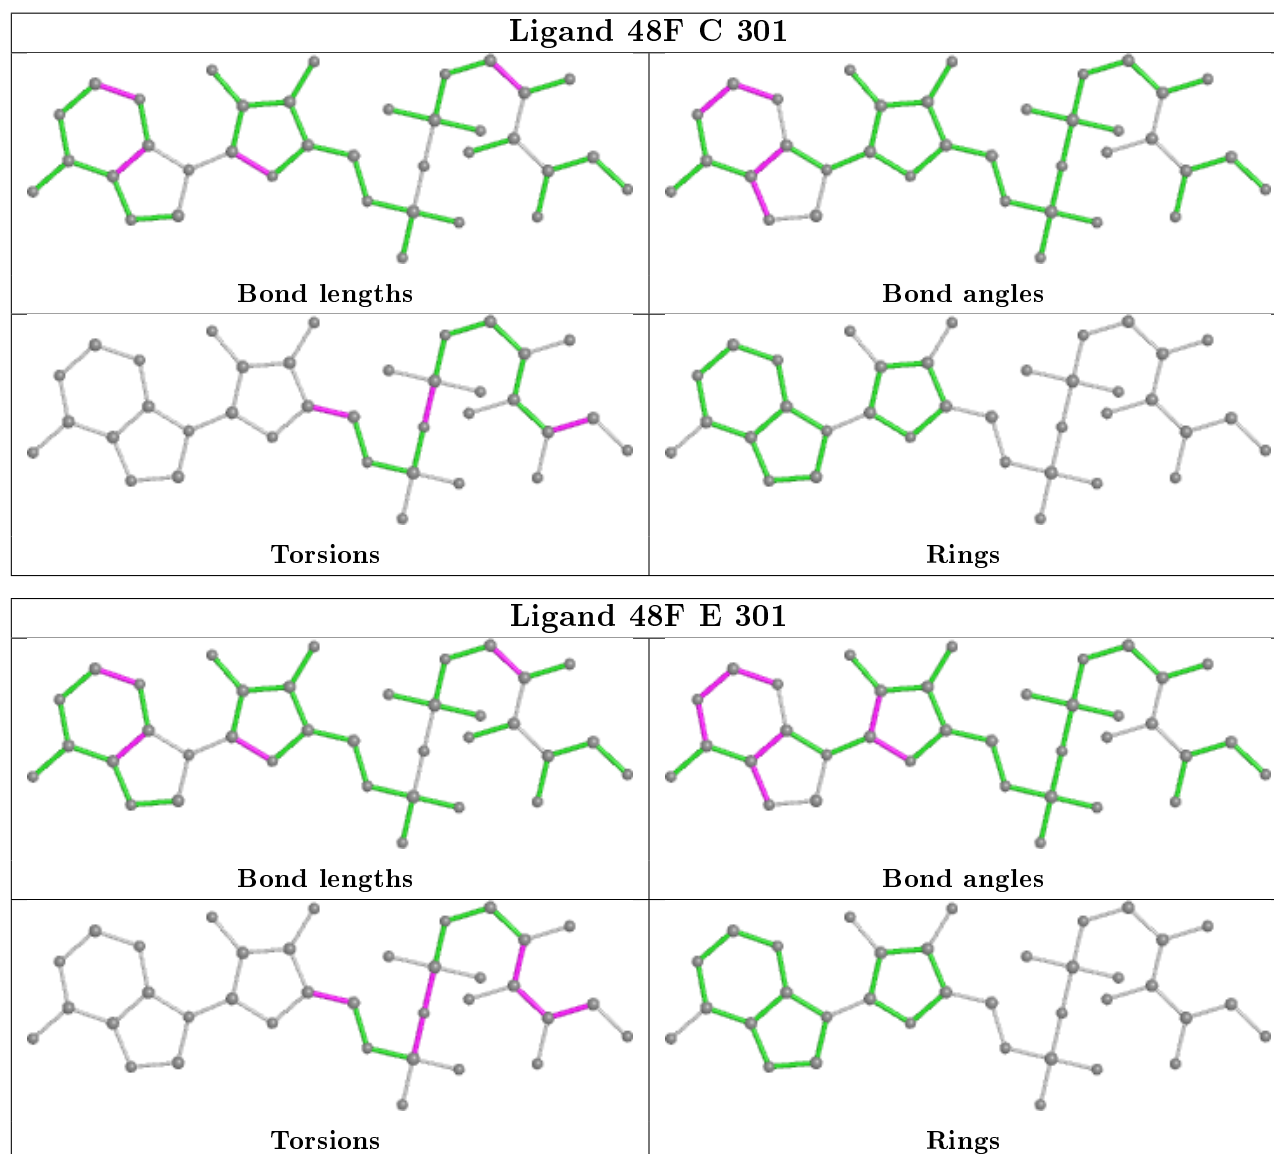 Ligand 48F C 301
Bond lengths
Bond angles
Torsions
Rings
Ligand 48F E 301
Bond lengths
Bond angles
Torsions
Rings